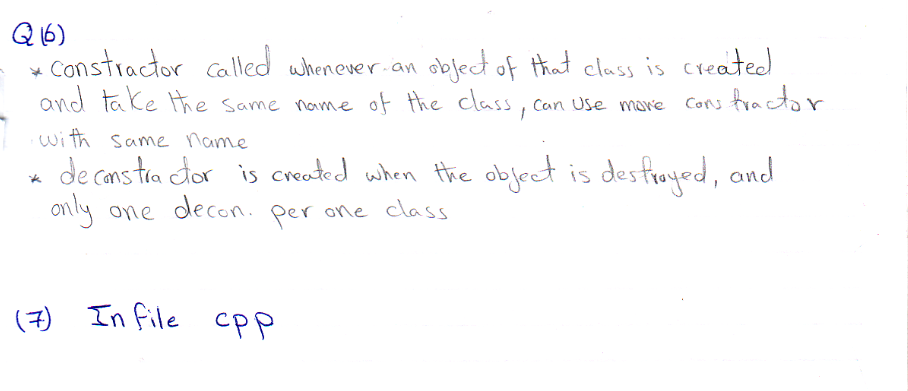 Q(6)
* constractor called whenever an object of that class is created
and take the same name of the class, can use more constractor
with same name
* deconstractor is created when the object is destroyed, and
only one decon. per one class
(7) In file cpp